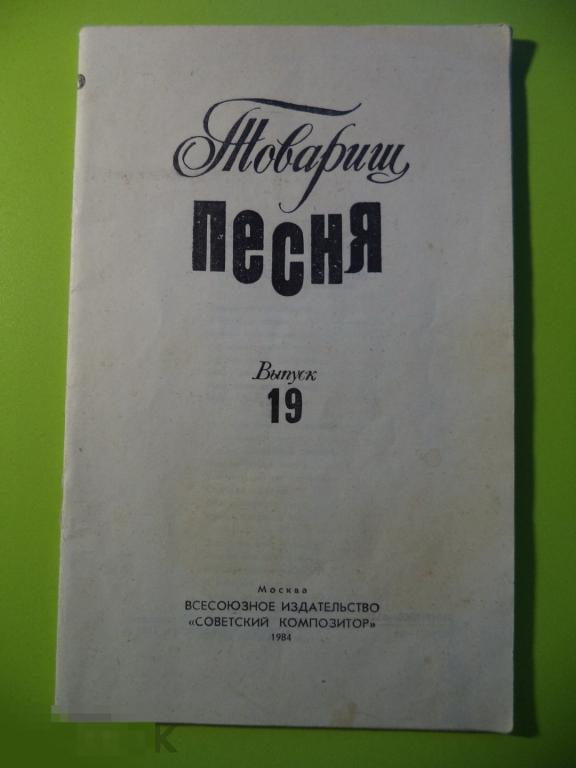 Товарищ
песня
Выпуск
19
Москва
ВСЕСОЮЗНОЕ ИЗДАТЕЛЬСТВО
«СОВЕТСКИЙ КОМПОЗИТОР»
1984